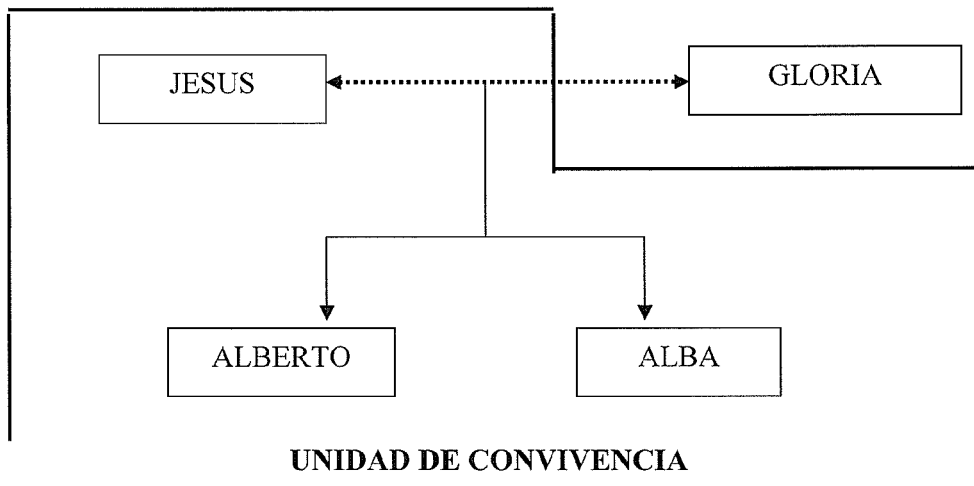 JESUS
GLORIA
ALBERTO
ALBA
UNIDAD DE CONVIVENCIA